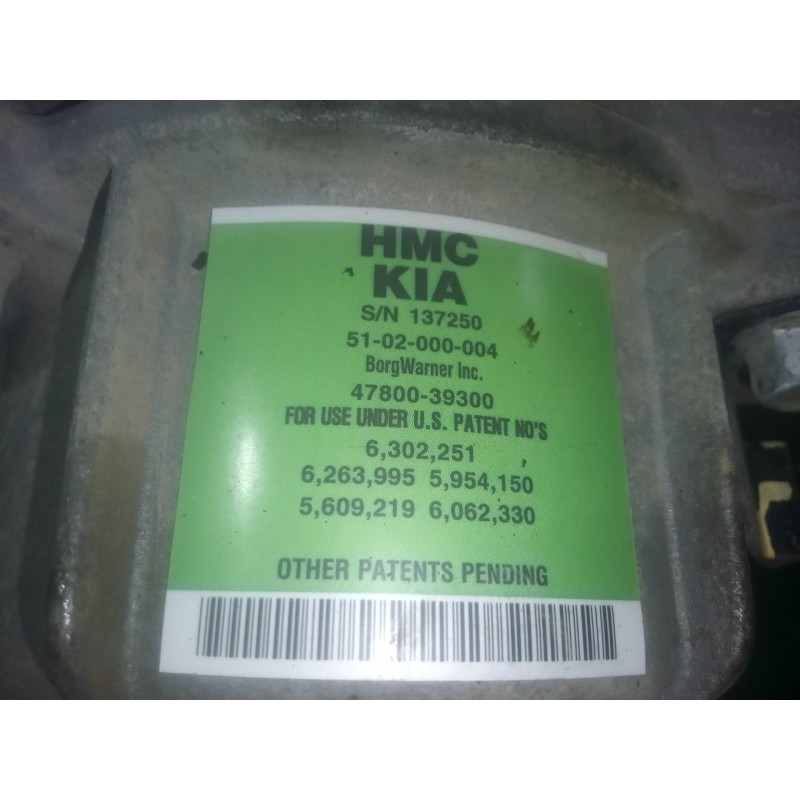 HMC
KIA
S/N 137250
51-02-000-004
BorgWarner Inc.
47800-39300
FOR USE UNDER U.S. PATENT NO'S
6,302,251 ,
6,263,995 5,954,150
5,609,219 6,062,330
OTHER PATENTS PENDING